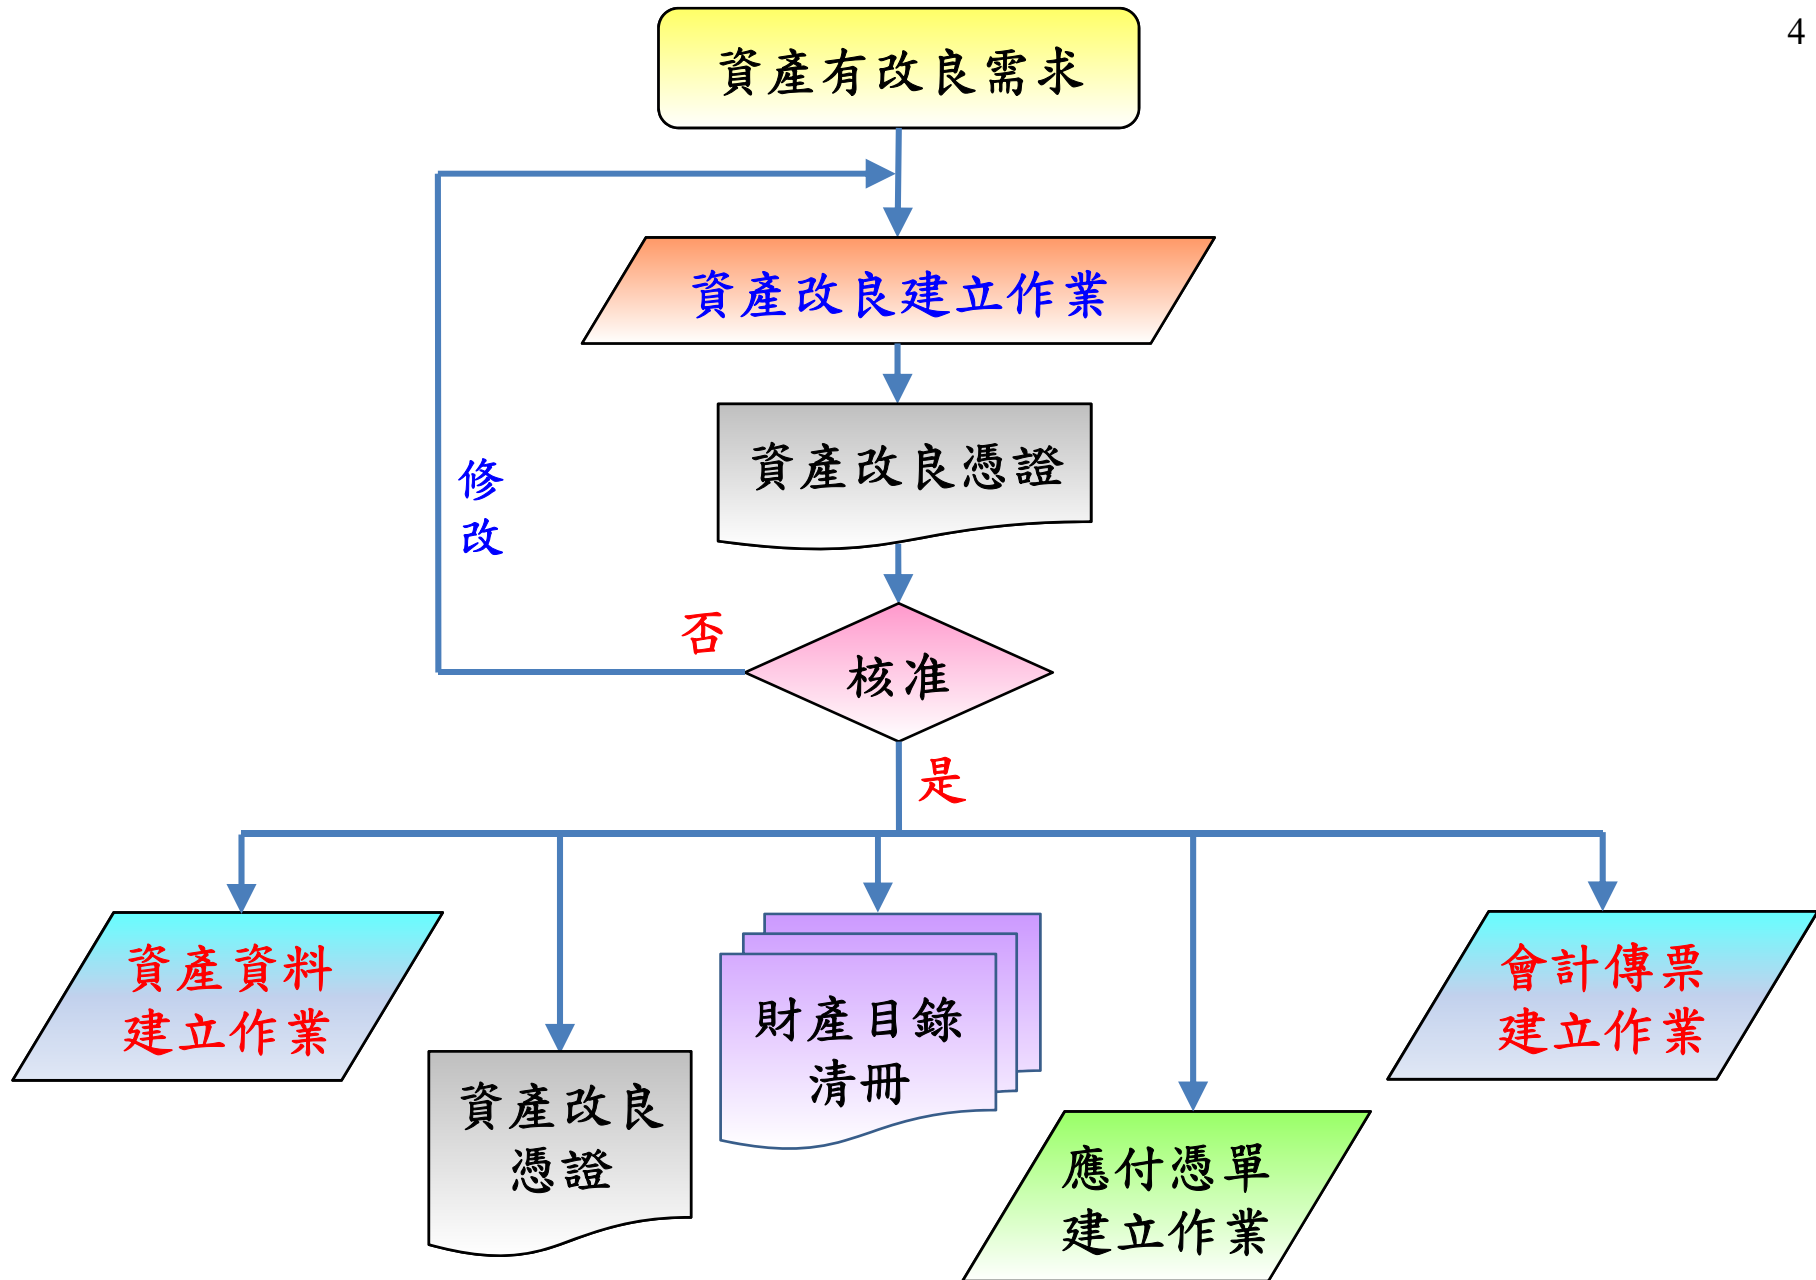 4
資產有改良需求
資產改良建立作業
資產改良憑證
修
改
否
核准
是
資產資料
建立作業
資產改良
憑證
財產目錄
清冊
應付憑單
建立作業
會計傳票
建立作業